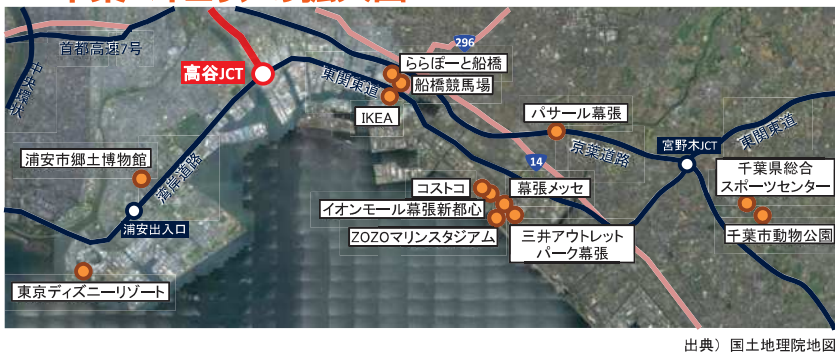 首都高速7号
中央環状
高谷JCT
東関東道
296
ららぽーと船橋
船橋競馬場
IKEA
パサール幕張
京葉道路
宮野木JCT
東関東道
浦安市郷土博物館
湾岸道路
14
千葉県総合
スポーツセンター
コストコ
幕張メッセ
イオンモール幕張新都心
浦安出入口
ZOZOマリンスタジアム
三井アウトレット
パーク幕張
千葉市動物公園
東京ディズニーリゾート
出典）国土地理院地図